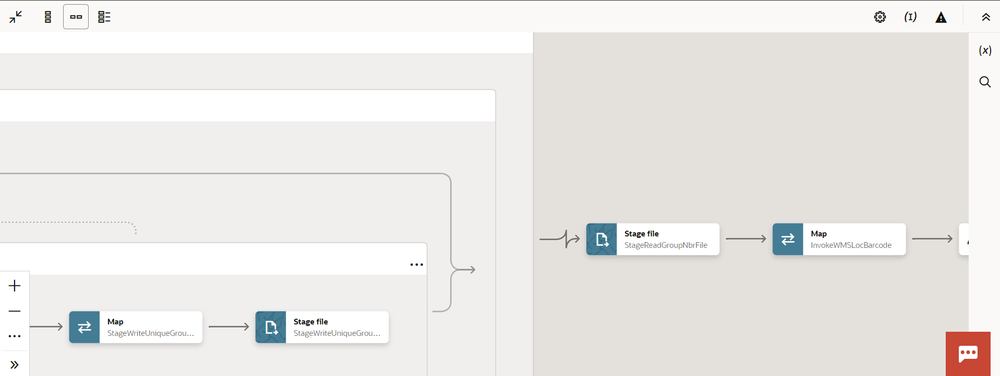 (I)
(x)
Stage file
StageReadGroupNbrFile
Map
InvokeWMSLocBarcode
Map
StageWriteUniqueGrou...
Stage file
StageWriteUniqueGrou...